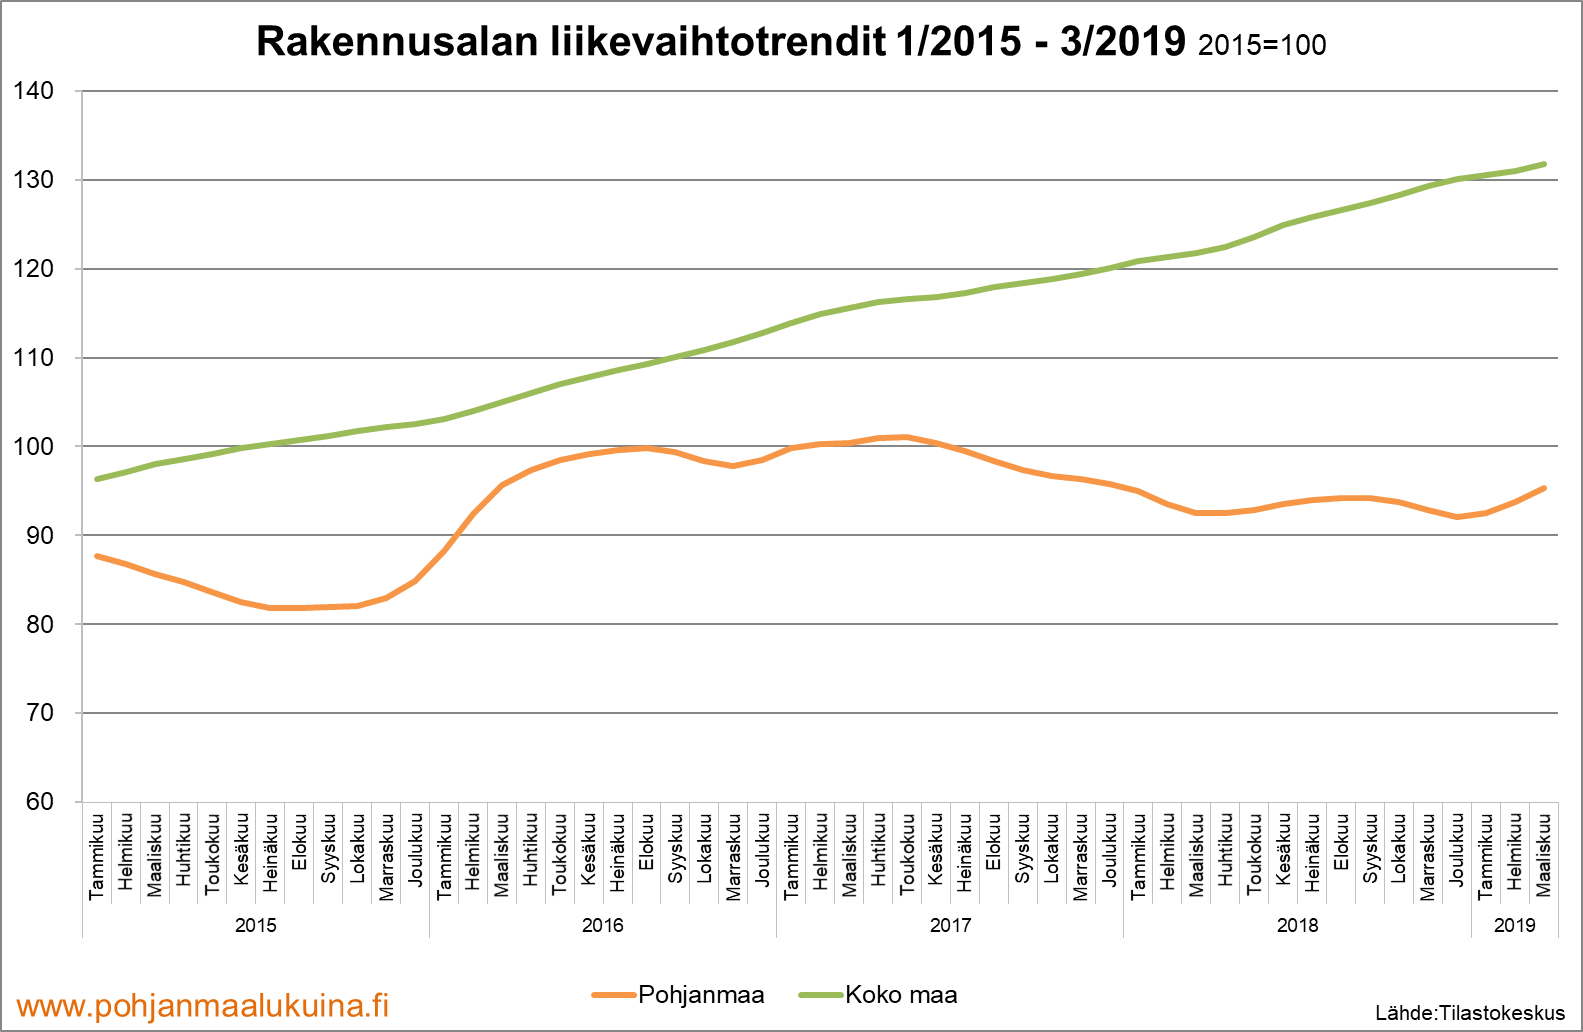 Rakennusalan liikevaihtotrendit 1/2015 - 3/2019 2015=100
140
130
120
110
100
90
80
70
60
Tammikuu
Helmikuu
Maaliskuu
Huhtikuu
Toukokuu
Kesäkuu
Heinäkuu
Elokuu
Syyskuu
Lokakuu
Marraskuu
Joulukuu
Tammikuu
Helmikuu
Maaliskuu
Huhtikuu
Toukokuu
Kesäkuu
Heinäkuu
Elokuu
Syyskuu
Lokakuu
Marraskuu
Joulukuu
Tammikuu
Helmikuu
Maaliskuu
Huhtikuu
Toukokuu
Kesäkuu
Heinäkuu
Elokuu
Syyskuu
Lokakuu
Marraskuu
Joulukuu
Tammikuu
Helmikuu
Maaliskuu
Huhtikuu
Toukokuu
Kesäkuu
Heinäkuu
Elokuu
Syyskuu
Lokakuu
Marraskuu
Joulukuu
Tammikuu
Helmikuu
Maaliskuu
2015 2016 2017 2018 2019
Pohjanmaa Koko maa
www.pohjanmaalukuina.fi
Lähde:Tilastokeskus